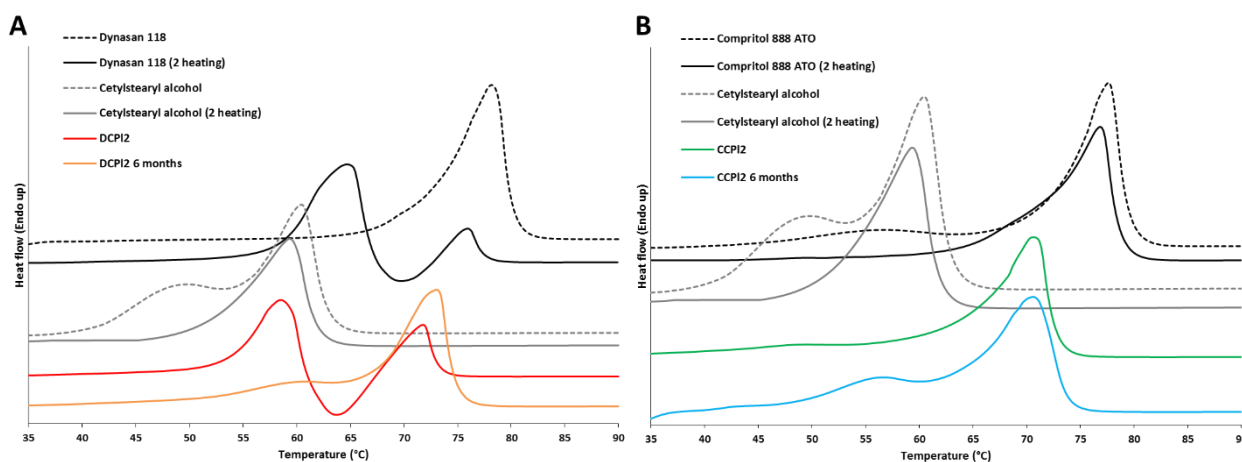 A
Dynasan 118
Dynasan 118 (2 heating)
Cetylstearyl alcohol
Cetylstearyl alcohol (2 heating)
DCPI2
DCPI2 6 months
Heat flow (Endo up)
35 40 45 50 55 60 65 70 75 80 85 90
Temperature (°C)
B
Compritol 888 ATO
Compritol 888 ATO (2 heating)
Cetylstearyl alcohol
Cetylstearyl alcohol (2 heating)
CCPI2
CCPI2 6 months
Heat flow (Endo up)
35 40 45 50 55 60 65 70 75 80 85 9
Temperature (°C)